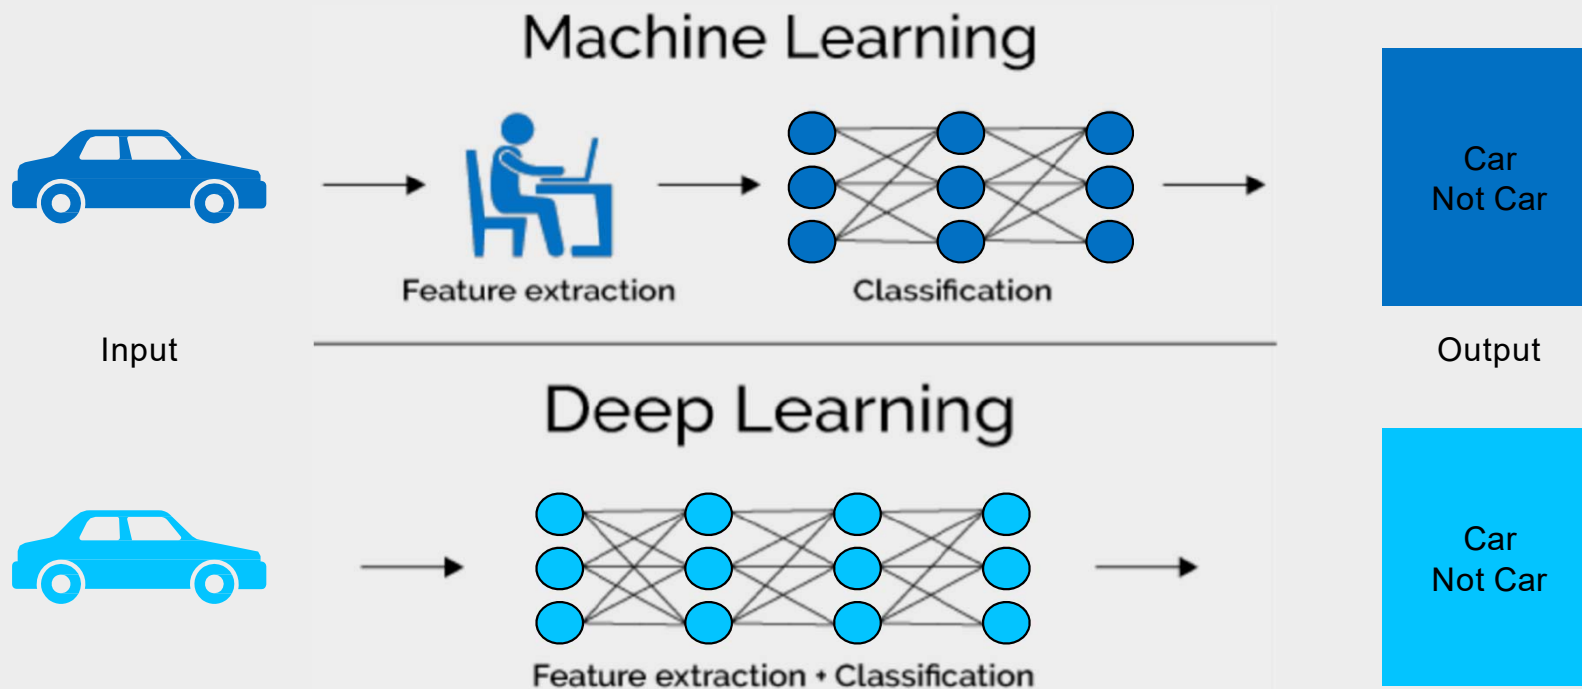 Machine Learning
Feature extraction
Classification
Car
Not Car
Input
Output
Deep Learning
Feature extraction + Classification
Car
Not Car